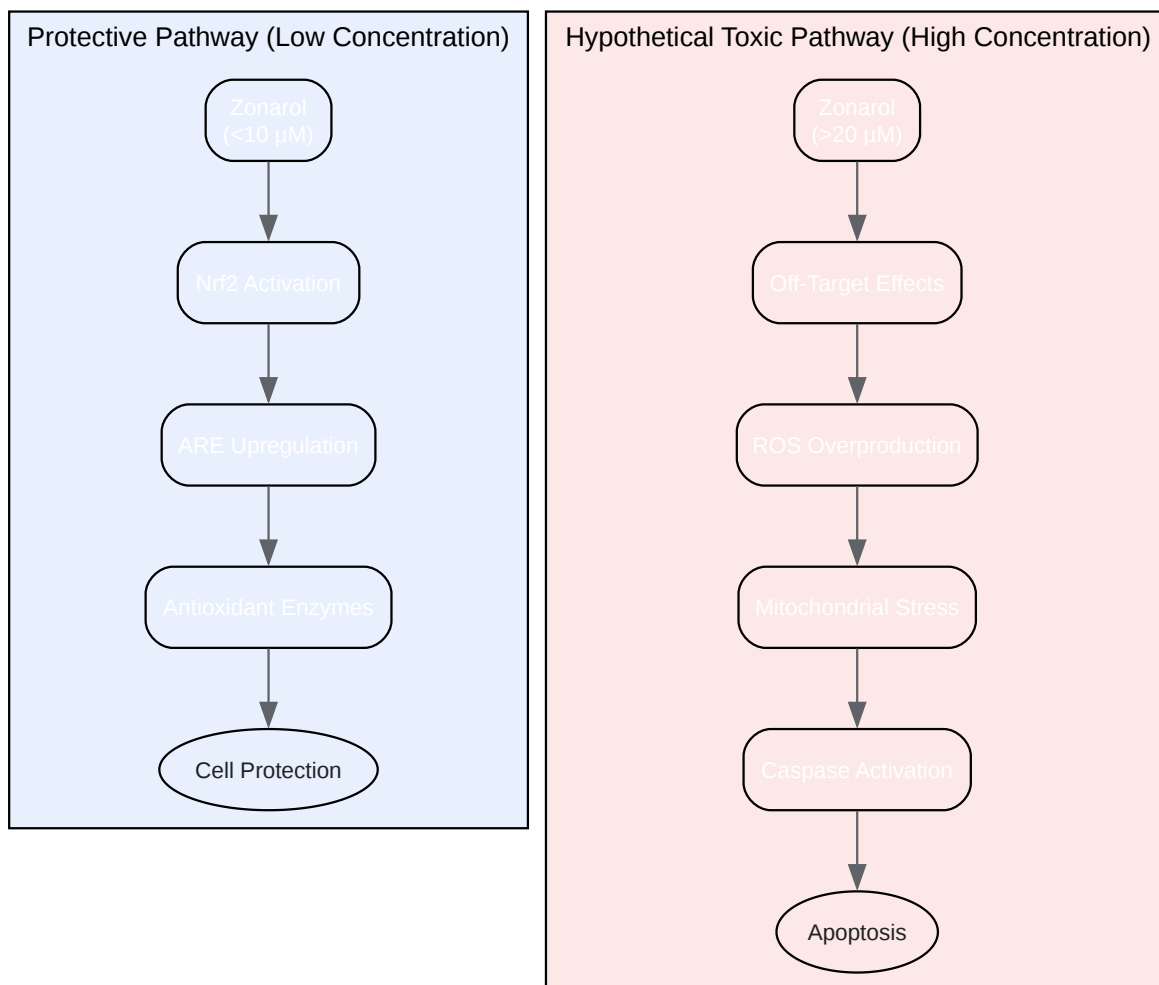 Protective Pathway (Low Concentration)
Zonarol
(<10 µM)
Nrf2 Activation
ARE Upregulation
Antioxidant Enzymes
Cell Protection
Hypothetical Toxic Pathway (High Concentration)
Zonarol
(>20 µM)
Off-Target Effects
ROS Overproduction
Mitochondrial Stress
Caspase Activation
Apoptosis